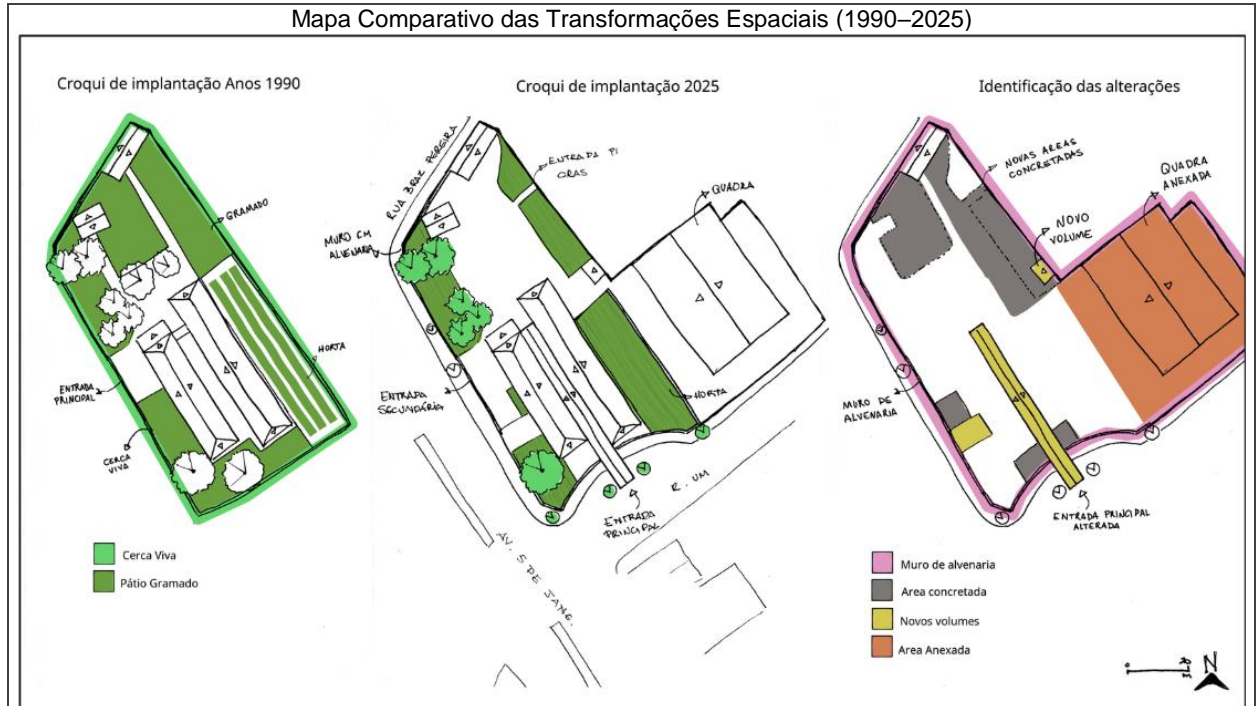 Mapa Comparativo das Transformações Espaciais (1990–2025)
Croqui de implantação Anos 1990
GRAMADO
HORTA
ENTRADA
PRINCIPAL
CERCA
VIVA
Cerca Viva
Pátio Gramado
Croqui de implantação 2025
RUA BRAZ PEREIRA
ENTRADA P/
CRAS
QUADRA
MURO EM
ALVENARIA
ENTRADA
SECUNDÁRIA
HORTA
ENTRADA
PRINCIPAL
R. UM
AV. 5 DE JANG.
Identificação das alterações
NOVAS AREAS
CONCRETADAS
QUADRA
ANEXADA
NOVO
VOLUME
MURO DE
ALVENARIA
ENTRADA PRINCIPAL
ALTERADA
Muro de alvenaria
Area concretada
Novos volumes
Area Anexada
N